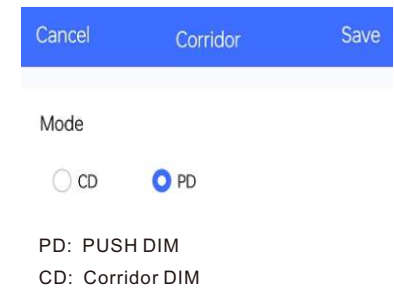 Cancel Corridor Save
Mode
CD PD
PD: PUSH DIM
CD: Corridor DIM